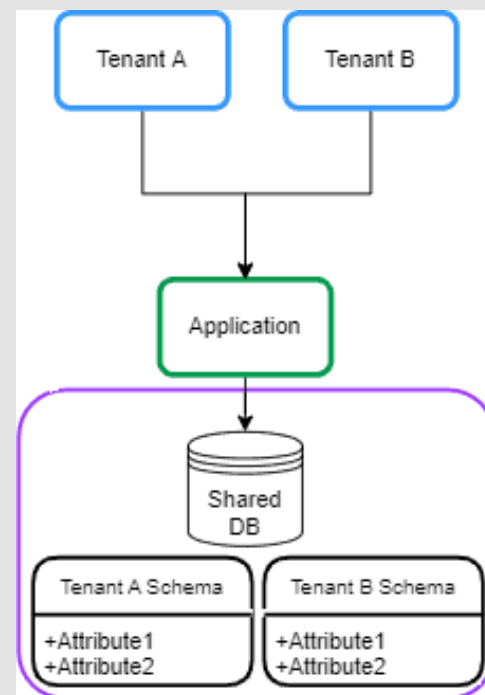 Tenant A
Tenant B
Application
Shared
DB
Tenant A Schema
+Attribute1
+Attribute2
Tenant B Schema
+Attribute1
+Attribute2